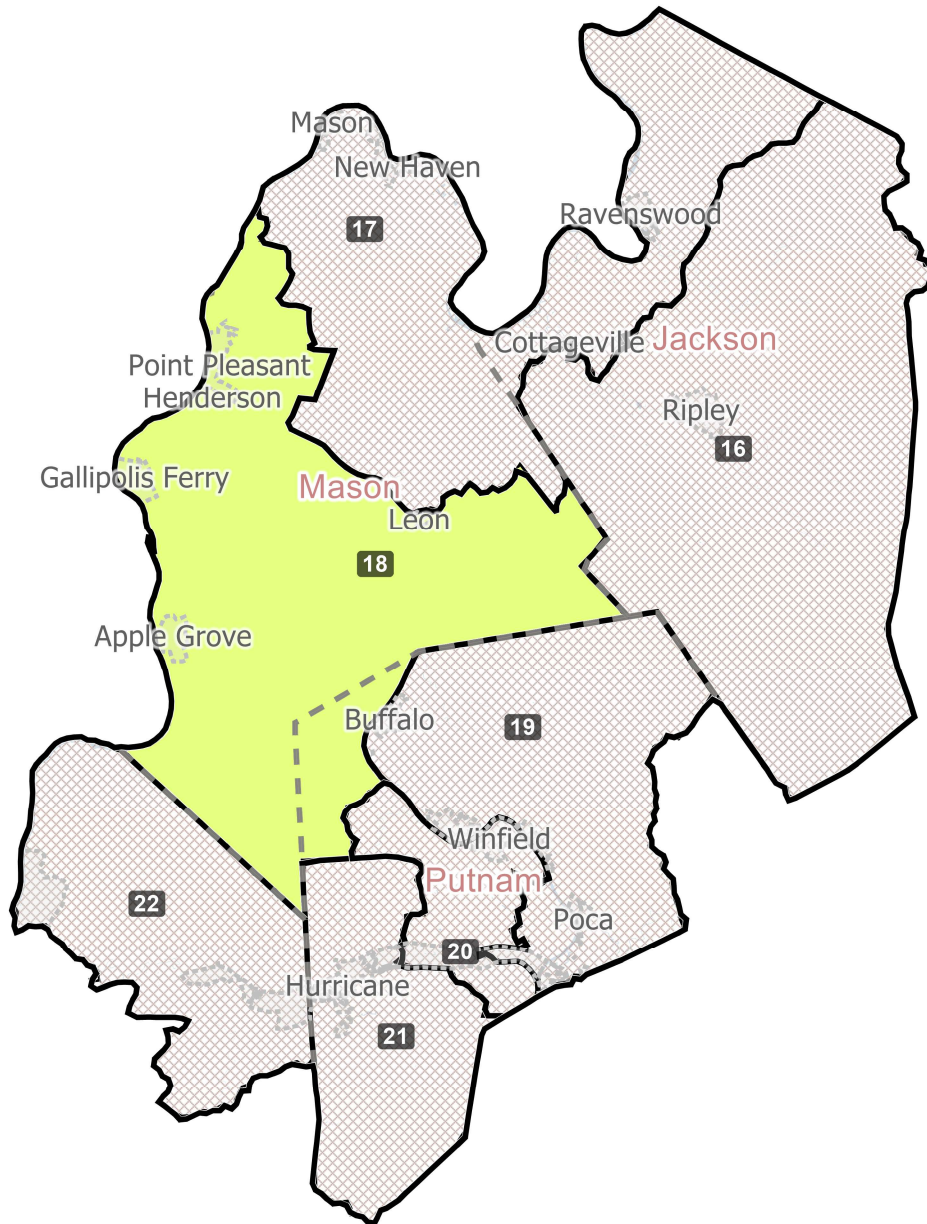 Mason
New Haven
Ravenswood
17
Cottageville
Jackson
Point Pleasant
Henderson
Ripley
16
Gallipolis Ferry
Mason
Leon
18
Apple Grove
Buffalo
19
Winfield
Putnam
22
Poca
20
Hurricane
21